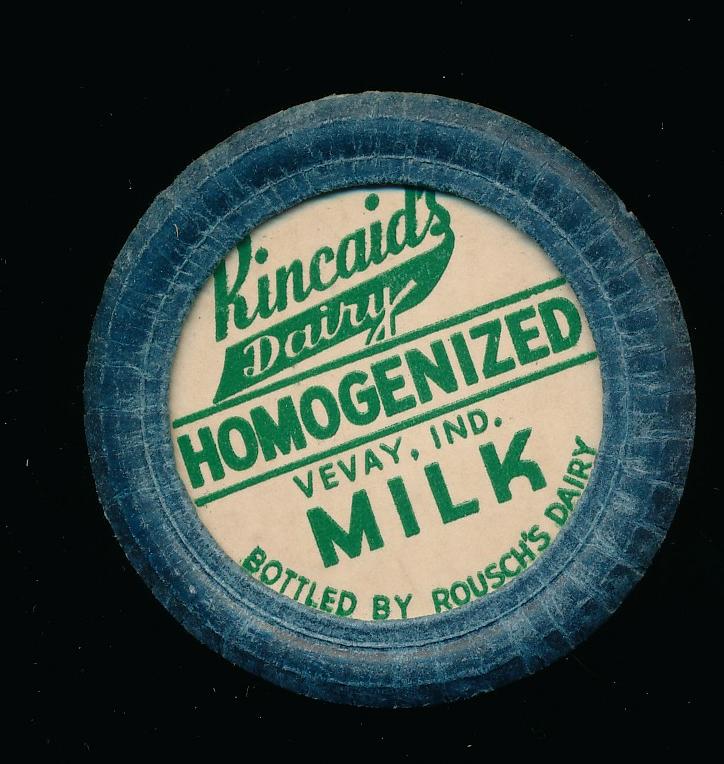 Kincaid's
Dairy
HOMOGENIZED
VEVAY, IND.
MILK
BOTTLED BY ROUSCH'S DAIRY